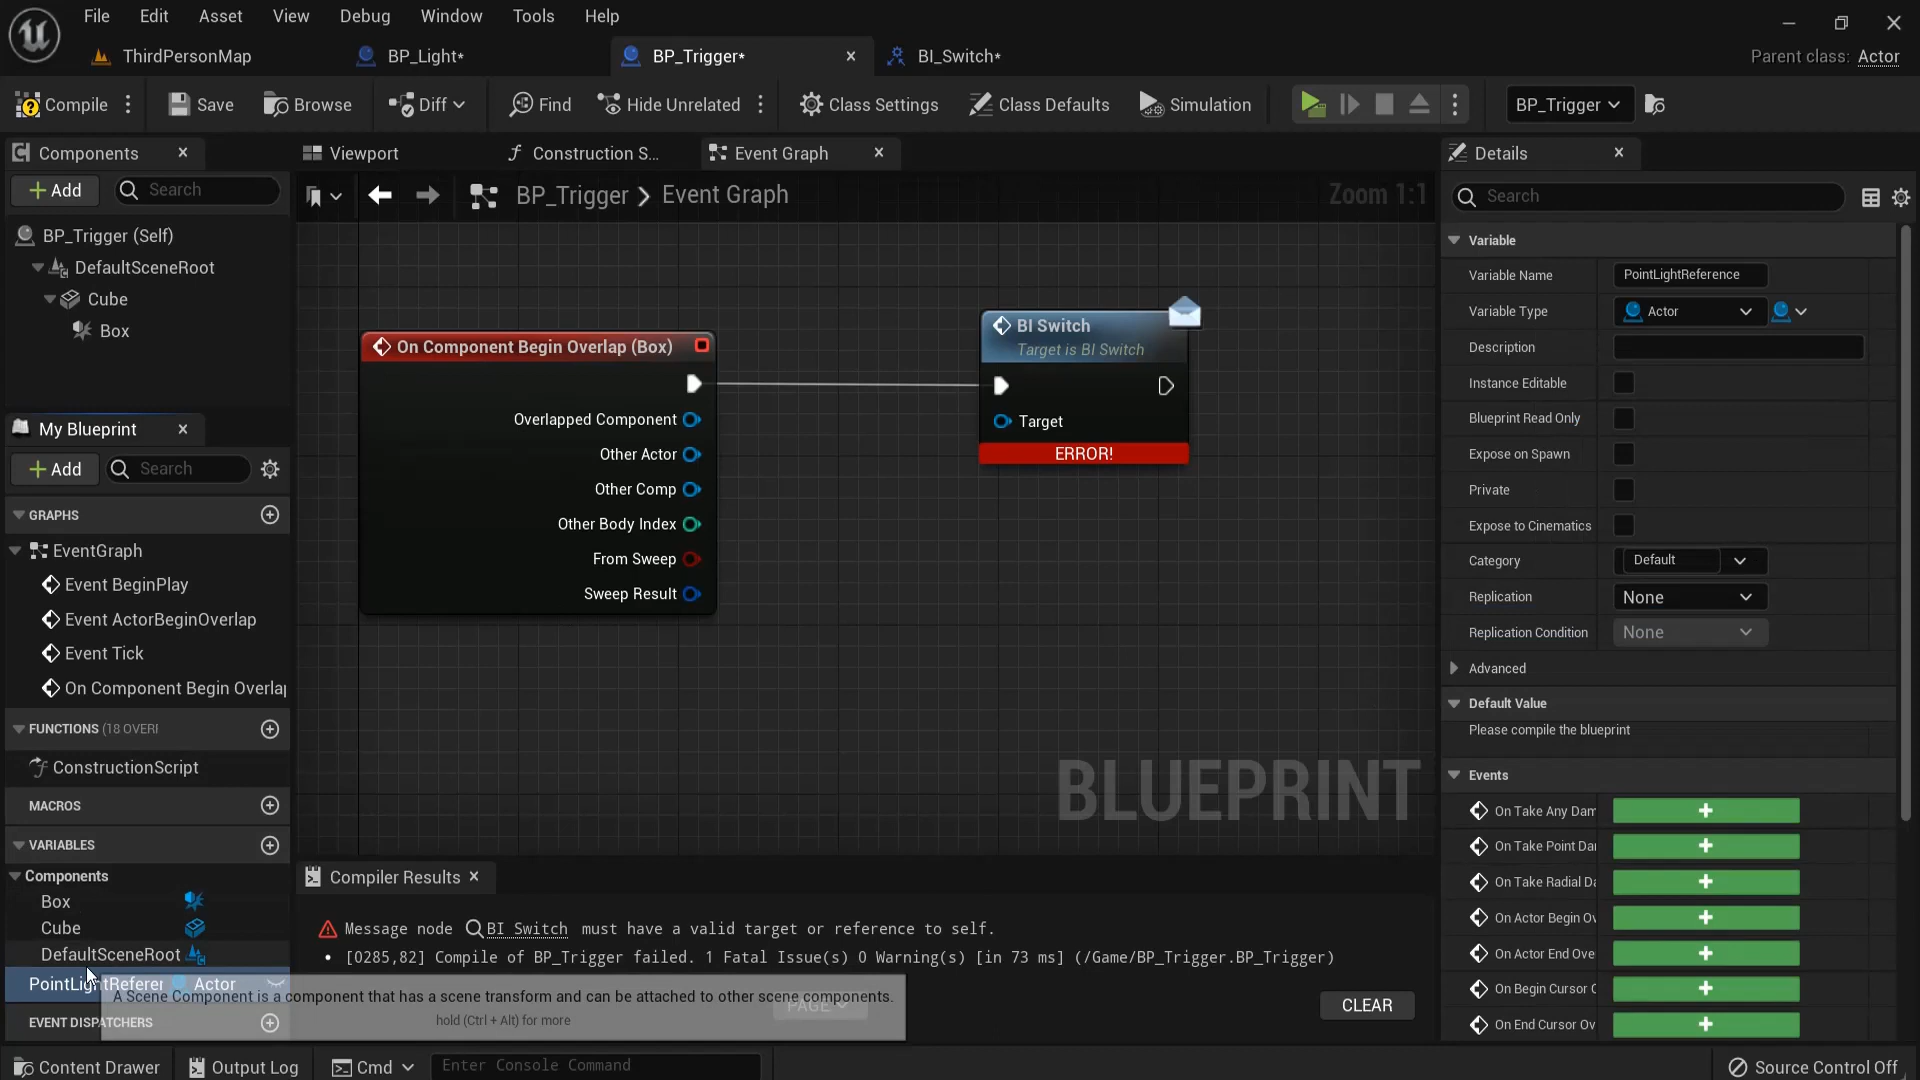 File Edit Asset View Debug Window Tools Help
ThirdPersonMap BP_Light* BP_Trigger* BI_Switch* Parent class: Actor
Compile Save Browse Diff Find Hide Unrelated Class Settings Class Defaults Simulation BP_Trigger
Components Viewport Construction S... Event Graph Details
Add Search BP_Trigger > Event Graph Zoom 1:1 Search
BP_Trigger (Self)
DefaultSceneRoot
Cube
Box
My Blueprint
Add Search
GRAPHS
EventGraph
Event BeginPlay
Event ActorBeginOverlap
Event Tick
On Component Begin Overlap
FUNCTIONS (18 OVERI
ConstructionScript
MACROS
VARIABLES
Components
Box
Cube
DefaultSceneRoot
PointLightReferer Actor
EVENT DISPATCHERS
On Component Begin Overlap (Box)
Overlapped Component
Other Actor
Other Comp
Other Body Index
From Sweep
Sweep Result
BI Switch
Target is BI Switch
Target
ERROR!
BLUEPRINT
Compiler Results
Message node BI Switch must have a valid target or reference to self.
[0285,82] Compile of BP_Trigger failed. 1 Fatal Issue(s) 0 Warning(s) [in 73 ms] (/Game/BP_Trigger.BP_Trigger)
A Scene Component is a component that has a scene transform and can be attached to other scene components.
hold (Ctrl + Alt) for more
PAGE
CLEAR
Variable
Variable Name PointLightReference
Variable Type Actor
Description
Instance Editable
Blueprint Read Only
Expose on Spawn
Private
Expose to Cinematics
Category Default
Replication None
Replication Condition None
Advanced
Default Value
Please compile the blueprint
Events
On Take Any Dam
On Take Point Dar
On Take Radial Da
On Actor Begin Ov
On Actor End Ove
On Begin Cursor O
On End Cursor Ov
Content Drawer Output Log Cmd Enter Console Command Source Control Off